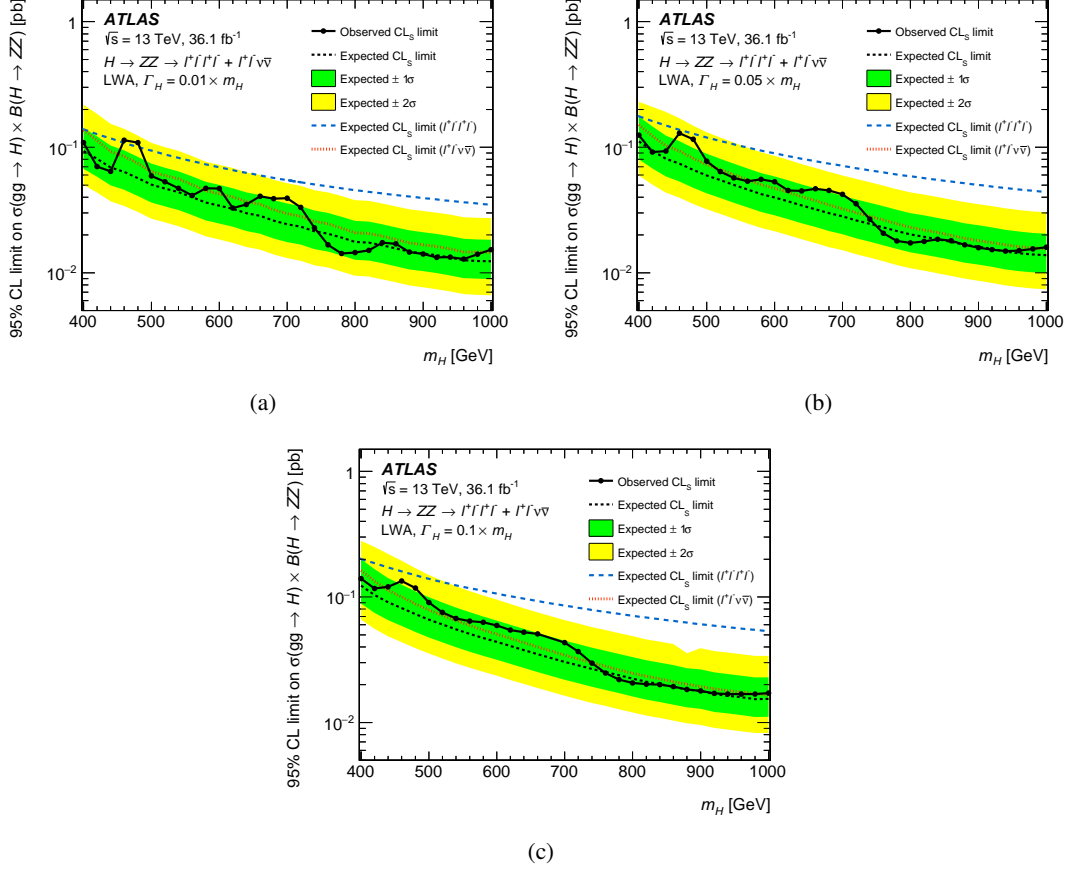 95% CL limit on σ(gg → H) × B(H → ZZ) [pb]
ATLAS
√s = 13 TeV, 36.1 fb⁻¹
H → ZZ → l⁺l⁻l⁺l⁻ + l⁺l⁻νν̄
LWA, Γ_H = 0.01 × m_H
Observed CL_S limit
Expected CL_S limit
Expected ± 1σ
Expected ± 2σ
Expected CL_S limit (l⁺l⁻l⁺l⁻)
Expected CL_S limit (l⁺l⁻νν̄)
1
10⁻¹
10⁻²
400 500 600 700 800 900 1000
m_H [GeV]
(a)
95% CL limit on σ(gg → H) × B(H → ZZ) [pb]
ATLAS
√s = 13 TeV, 36.1 fb⁻¹
H → ZZ → l⁺l⁻l⁺l⁻ + l⁺l⁻νν̄
LWA, Γ_H = 0.05 × m_H
Observed CL_S limit
Expected CL_S limit
Expected ± 1σ
Expected ± 2σ
Expected CL_S limit (l⁺l⁻l⁺l⁻)
Expected CL_S limit (l⁺l⁻νν̄)
1
10⁻¹
10⁻²
400 500 600 700 800 900 1000
m_H [GeV]
(b)
95% CL limit on σ(gg → H) × B(H → ZZ) [pb]
ATLAS
√s = 13 TeV, 36.1 fb⁻¹
H → ZZ → l⁺l⁻l⁺l⁻ + l⁺l⁻νν̄
LWA, Γ_H = 0.1 × m_H
Observed CL_S limit
Expected CL_S limit
Expected ± 1σ
Expected ± 2σ
Expected CL_S limit (l⁺l⁻l⁺l⁻)
Expected CL_S limit (l⁺l⁻νν̄)
1
10⁻¹
10⁻²
400 500 600 700 800 900 1000
m_H [GeV]
(c)